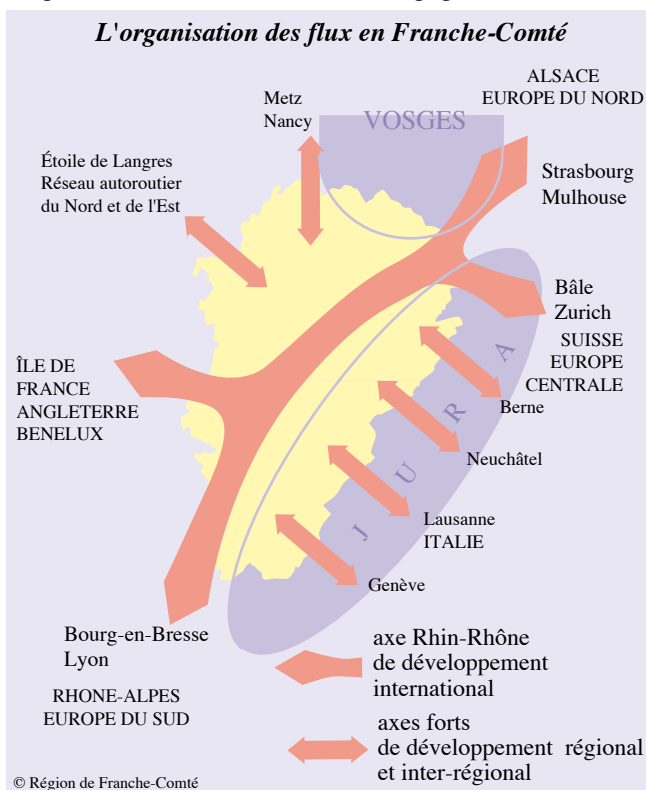 L'organisation des flux en Franche-Comté
ALSACE
EUROPE DU NORD
Metz
Nancy
VOSGES
Étoile de Langres
Réseau autoroutier
du Nord et de l'Est
Strasbourg
Mulhouse
Bâle
Zurich
SUISSE
EUROPE
CENTRALE
ÎLE DE
FRANCE
ANGLETERRE
BENELUX
Berne
Neuchâtel
JURA
Lausanne
ITALIE
Genève
Bourg-en-Bresse
Lyon
RHONE-ALPES
EUROPE DU SUD
axe Rhin-Rhône
de développement
international
axes forts
de développement régional
et inter-régional
© Région de Franche-Comté